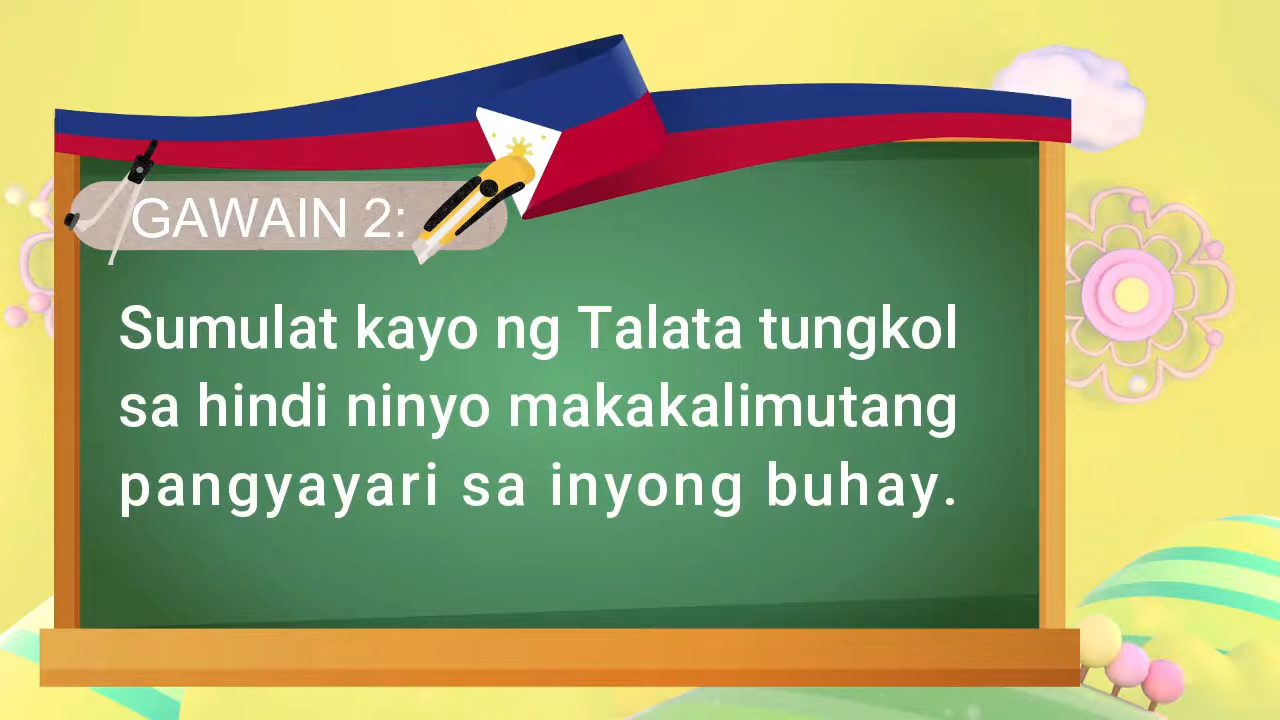 GAWAIN 2:
Sumulat kayo ng Talata tungkol
sa hindi ninyo makakalimutang
pangyayari sa inyong buhay.